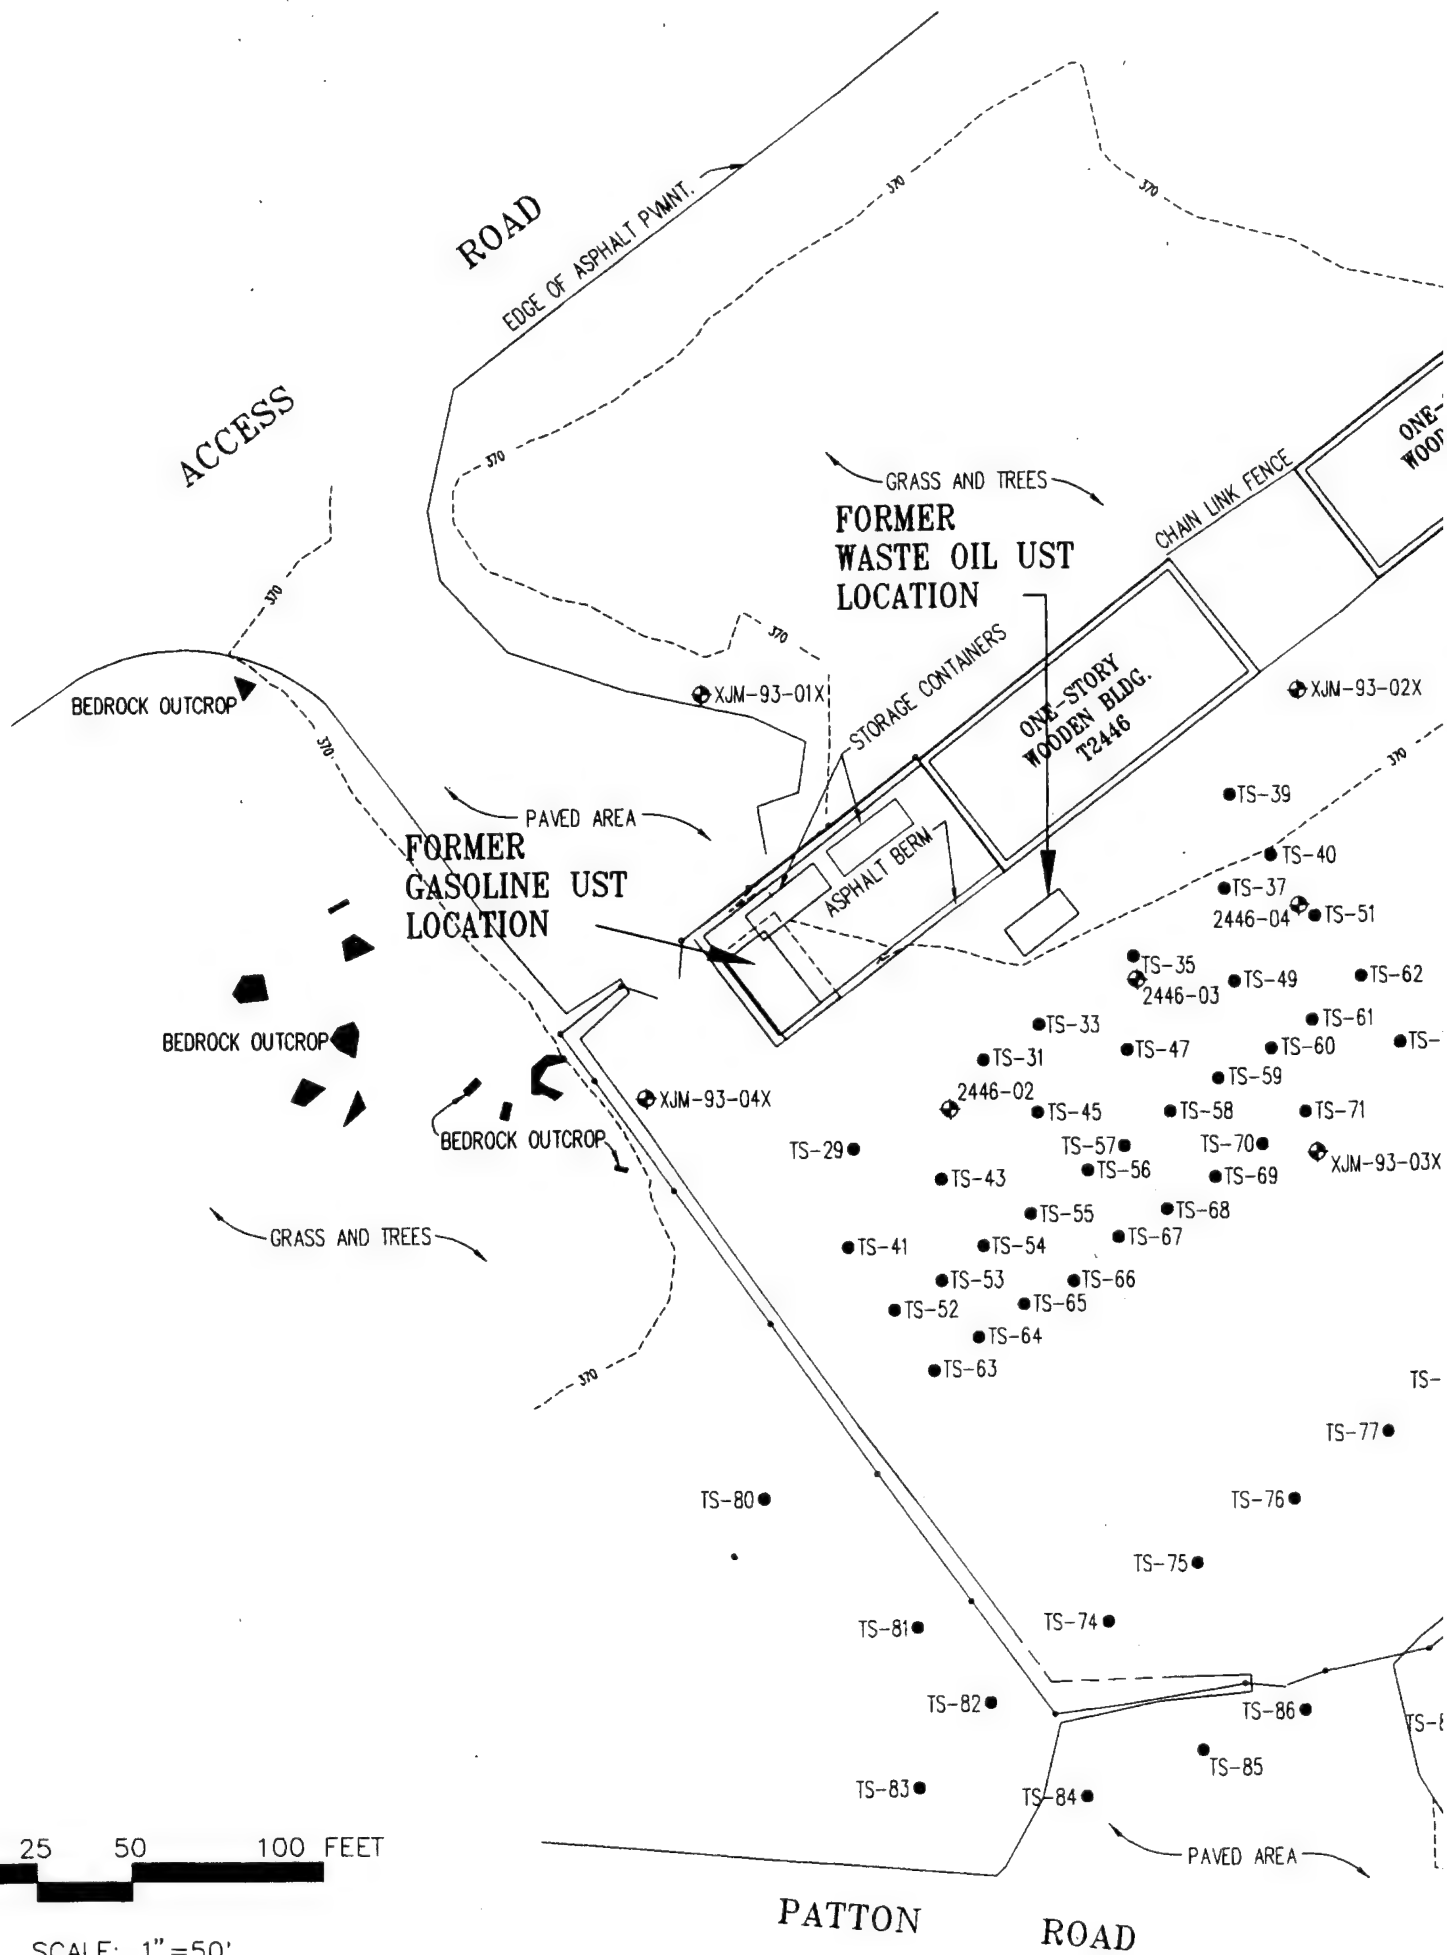 ROAD
EDGE OF ASPHALT PVMNT.
370
370
ACCESS
370
GRASS AND TREES
CHAIN LINK FENCE
FORMER
WASTE OIL UST
LOCATION
370
370
BEDROCK OUTCROP
XJM-93-01X
STORAGE CONTAINERS
ONE-STORY
WOODEN BLDG.
T2446
XJM-93-02X
370
370
TS-39
PAVED AREA
FORMER
GASOLINE UST
LOCATION
ASPHALT BERM
TS-40
TS-37
2446-04
TS-51
TS-35
2446-03
TS-49
TS-62
TS-33
TS-61
BEDROCK OUTCROP
TS-31
TS-47
TS-60
TS-59
XJM-93-04X
2446-02
TS-45
TS-58
TS-71
BEDROCK OUTCROP
TS-29
TS-57
TS-70
XJM-93-03X
TS-56
TS-43
TS-69
TS-55
TS-68
GRASS AND TREES
TS-41
TS-54
TS-67
TS-53
TS-66
TS-52
TS-65
TS-64
TS-63
370
TS-77
TS-80
TS-76
TS-75
TS-81
TS-74
TS-82
TS-86
TS-85
TS-83
TS-84
25 50 100 FEET
PAVED AREA
PATTON ROAD
SCALE: 1"=50'